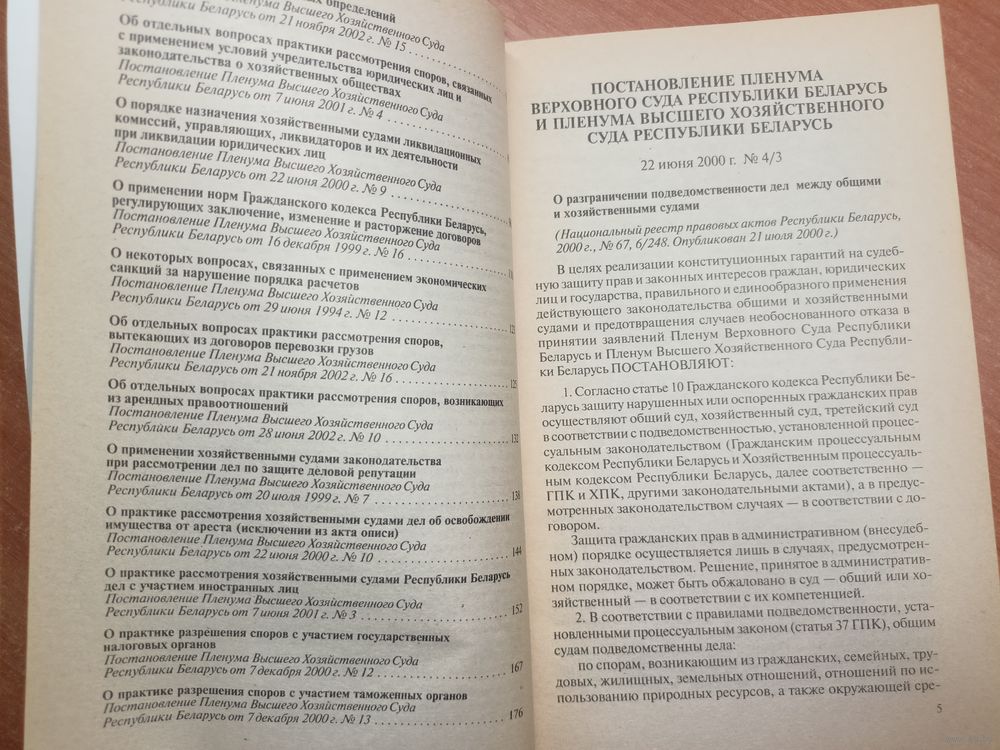 определений
Постановление Пленума Высшего Хозяйственного Суда
Республики Беларусь от 21 ноября 2002 г. № 15
Об отдельных вопросах практики рассмотрения споров, связанных
с применением условий учредительства юридических лиц и
законодательства о хозяйственных обществах
Постановление Пленума Высшего Хозяйственного Суда
Республики Беларусь от 7 июня 2001 г. № 4
О порядке назначения хозяйственными судами ликвидационных
комиссий, управляющих, ликвидаторов и их деятельности
при ликвидации юридических лиц
Постановление Пленума Высшего Хозяйственного Суда
Республики Беларусь от 22 июня 2000 г. № 9
О применении норм Гражданского кодекса Республики Беларусь,
регулирующих заключение, изменение и расторжение договоров
Постановление Пленума Высшего Хозяйственного Суда
Республики Беларусь от 16 декабря 1999 г. № 16
О некоторых вопросах, связанных с применением экономических
санкций за нарушение порядка расчетов
Постановление Пленума Высшего Хозяйственного Суда
Республики Беларусь от 29 июня 1994 г. № 12
Об отдельных вопросах практики рассмотрения споров,
вытекающих из договоров перевозки грузов
Постановление Пленума Высшего Хозяйственного Суда
Республики Беларусь от 21 ноября 2002 г. № 16 125
Об отдельных вопросах практики рассмотрения споров, возникающих
из арендных правоотношений
Постановление Пленума Высшего Хозяйственного Суда
Республики Беларусь от 28 июня 2002 г. № 10 132
О применении хозяйственными судами законодательства
при рассмотрении дел по защите деловой репутации
Постановление Пленума Высшего Хозяйственного Суда
Республики Беларусь от 20 июля 1999 г. № 7 138
О практике рассмотрения хозяйственными судами дел об освобождении
имущества от ареста (исключении из акта описи)
Постановление Пленума Высшего Хозяйственного Суда
Республики Беларусь от 22 июня 2000 г. № 10 144
О практике рассмотрения хозяйственными судами Республики Беларусь
дел с участием иностранных лиц
Постановление Пленума Высшего Хозяйственного Суда
Республики Беларусь от 7 июня 2001 г. № 3 152
О практике разрешения споров с участием государственных
налоговых органов
Постановление Пленума Высшего Хозяйственного Суда
Республики Беларусь от 7 декабря 2000 г. № 12 167
О практике разрешения споров с участием таможенных органов
Постановление Пленума Высшего Хозяйственного Суда
Республики Беларусь от 7 декабря 2000 г. № 13 176
ПОСТАНОВЛЕНИЕ ПЛЕНУМА
ВЕРХОВНОГО СУДА РЕСПУБЛИКИ БЕЛАРУСЬ
И ПЛЕНУМА ВЫСШЕГО ХОЗЯЙСТВЕННОГО
СУДА РЕСПУБЛИКИ БЕЛАРУСЬ
22 июня 2000 г. № 4/3
О разграничении подведомственности дел между общими
и хозяйственными судами
(Национальный реестр правовых актов Республики Беларусь,
2000 г., № 67, 6/248. Опубликован 21 июля 2000 г.)
В целях реализации конституционных гарантий на судеб-
ную защиту прав и законных интересов граждан, юридических
лиц и государства, правильного и единообразного применения
действующего законодательства общими и хозяйственными
судами и предотвращения случаев необоснованного отказа в
принятии заявлений Пленум Верховного Суда Республики
Беларусь и Пленум Высшего Хозяйственного Суда Республи-
ки Беларусь ПОСТАНОВЛЯЮТ:
1. Согласно статье 10 Гражданского кодекса Республики Бе-
ларусь защиту нарушенных или оспоренных гражданских прав
осуществляют общий суд, хозяйственный суд, третейский суд
в соответствии с подведомственностью, установленной процес-
суальным законодательством (Гражданским процессуальным
кодексом Республики Беларусь и Хозяйственным процессуаль-
ным кодексом Республики Беларусь, далее соответственно —
ГПК и ХПК, другими законодательными актами), а в предус-
мотренных законодательством случаях — в соответствии с до-
говором.
Защита гражданских прав в административном (внесудеб-
ном) порядке осуществляется лишь в случаях, предусмотрен-
ных законодательством. Решение, принятое в административ-
ном порядке, может быть обжаловано в суд — общий или хо-
зяйственный — в соответствии с их компетенцией.
2. В соответствии с правилами подведомственности, уста-
новленными процессуальным законом (статья 37 ГПК), общим
судам подведомственны дела:
по спорам, возникающим из гражданских, семейных, тру-
довых, жилищных, земельных отношений, отношений по ис-
пользованию природных ресурсов, а также окружающей сре-
5